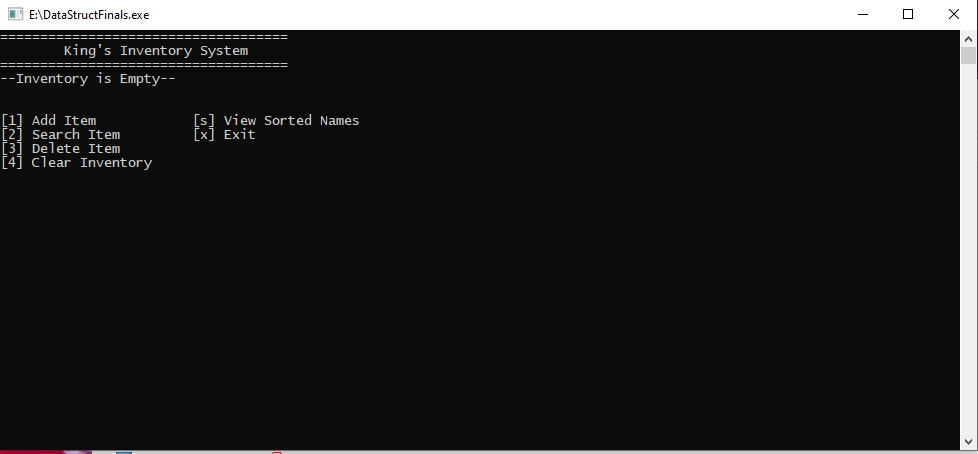 E:\DataStructFinals.exe
====================================
King's Inventory System
====================================
--Inventory is Empty--
[1] Add Item [s] View Sorted Names
[2] Search Item [x] Exit
[3] Delete Item
[4] Clear Inventory